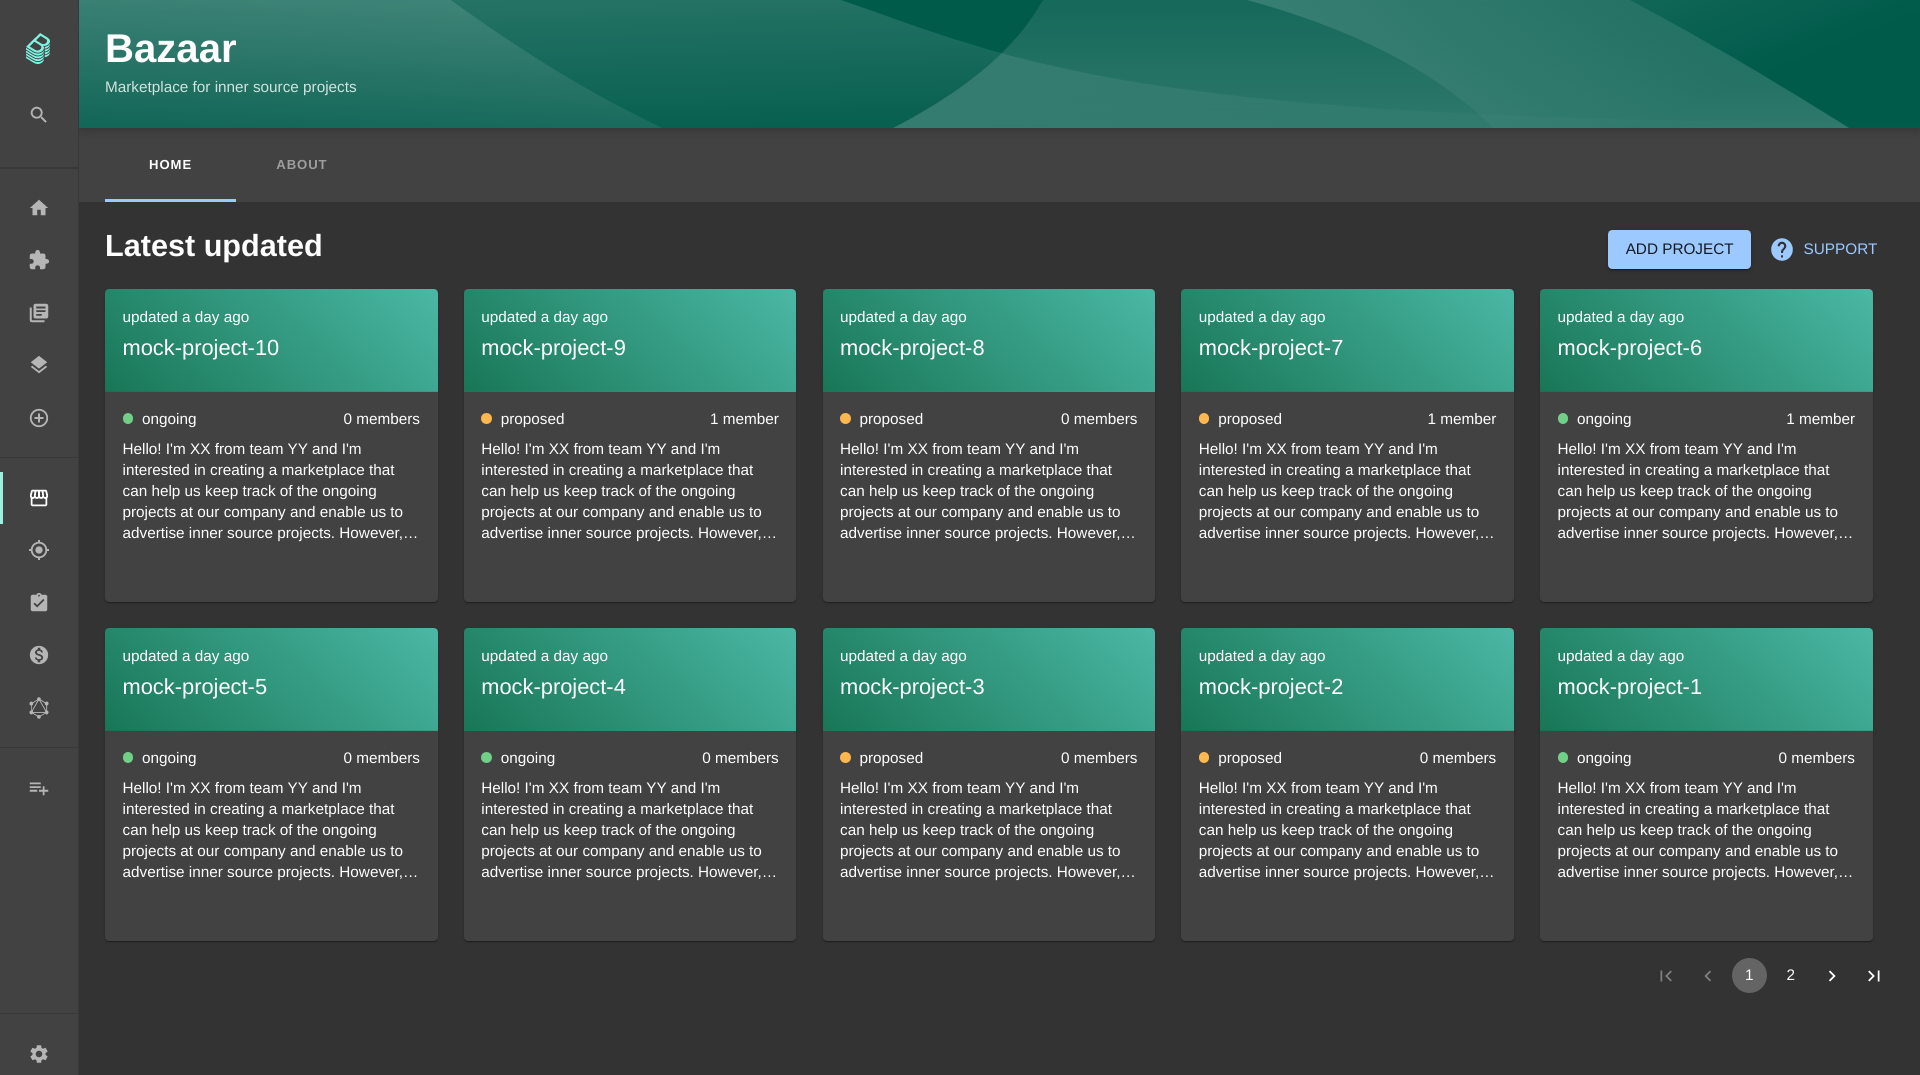 Bazaar
Marketplace for inner source projects
HOME
ABOUT
Latest updated
ADD PROJECT
SUPPORT
updated a day ago
mock-project-10
ongoing
0 members
Hello! I'm XX from team YY and I'm
interested in creating a marketplace that
can help us keep track of the ongoing
projects at our company and enable us to
advertise inner source projects. However,…
updated a day ago
mock-project-9
proposed
1 member
Hello! I'm XX from team YY and I'm
interested in creating a marketplace that
can help us keep track of the ongoing
projects at our company and enable us to
advertise inner source projects. However,…
updated a day ago
mock-project-8
proposed
0 members
Hello! I'm XX from team YY and I'm
interested in creating a marketplace that
can help us keep track of the ongoing
projects at our company and enable us to
advertise inner source projects. However,…
updated a day ago
mock-project-7
proposed
1 member
Hello! I'm XX from team YY and I'm
interested in creating a marketplace that
can help us keep track of the ongoing
projects at our company and enable us to
advertise inner source projects. However,…
updated a day ago
mock-project-6
ongoing
1 member
Hello! I'm XX from team YY and I'm
interested in creating a marketplace that
can help us keep track of the ongoing
projects at our company and enable us to
advertise inner source projects. However,…
updated a day ago
mock-project-5
ongoing
0 members
Hello! I'm XX from team YY and I'm
interested in creating a marketplace that
can help us keep track of the ongoing
projects at our company and enable us to
advertise inner source projects. However,…
updated a day ago
mock-project-4
ongoing
0 members
Hello! I'm XX from team YY and I'm
interested in creating a marketplace that
can help us keep track of the ongoing
projects at our company and enable us to
advertise inner source projects. However,…
updated a day ago
mock-project-3
proposed
0 members
Hello! I'm XX from team YY and I'm
interested in creating a marketplace that
can help us keep track of the ongoing
projects at our company and enable us to
advertise inner source projects. However,…
updated a day ago
mock-project-2
proposed
0 members
Hello! I'm XX from team YY and I'm
interested in creating a marketplace that
can help us keep track of the ongoing
projects at our company and enable us to
advertise inner source projects. However,…
updated a day ago
mock-project-1
ongoing
0 members
Hello! I'm XX from team YY and I'm
interested in creating a marketplace that
can help us keep track of the ongoing
projects at our company and enable us to
advertise inner source projects. However,…
1
2